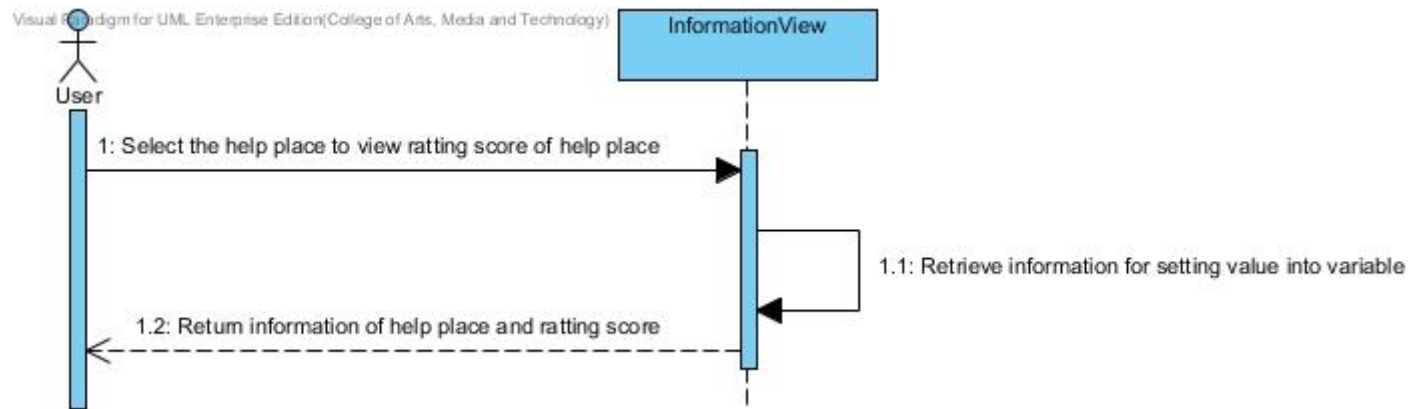 Visual Paradigm for UML Enterprise Edition(College of Arts, Media and Technology)
InformationView
User
1: Select the help place to view ratting score of help place
1.1: Retrieve information for setting value into variable
1.2: Return information of help place and ratting score